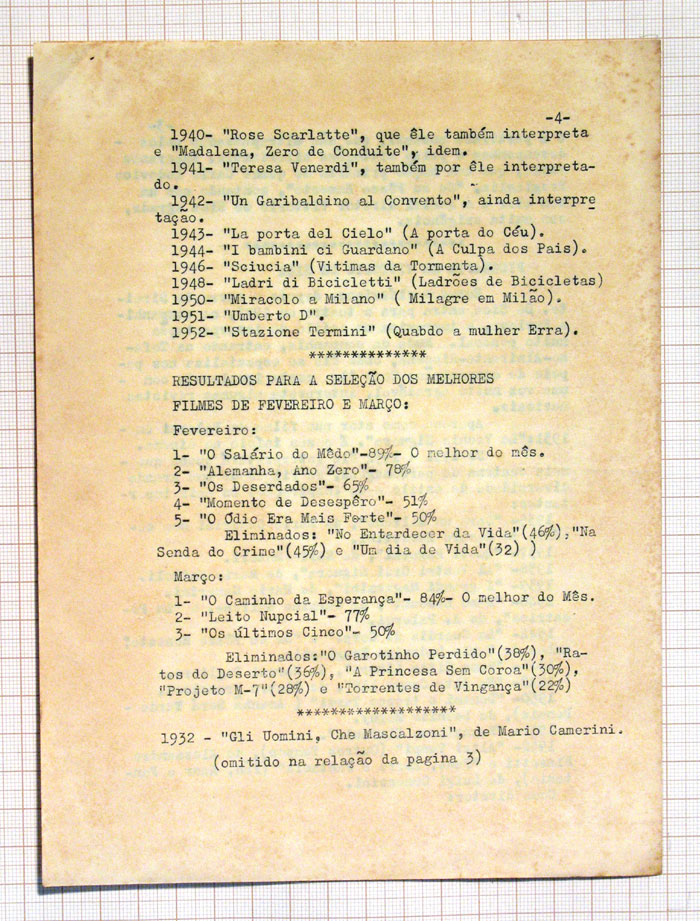 -4-
1940- "Rose Scarlatte", que êle também interpreta
e "Madalena, Zero de Conduite", idem.
1941- "Teresa Venerdi", também por êle interpreta-
do.
1942- "Un Garibaldino al Convento", ainda interpre
tação.
1943- "La porta del Cielo" (A porta do Céu).
1944- "I bambini ci Guardano" (A Culpa dos Pais).
1946- "Sciucia" (Vitimas da Tormenta).
1948- "Ladri di Bicicletti" (Ladrões de Bicicletas)
1950- "Miracolo a Milano" ( Milagre em Milão).
1951- "Umberto D".
1952- "Stazione Termini" (Quabdo a mulher Erra).
**************
RESULTADOS PARA A SELEÇÃO DOS MELHORES
FILMES DE FEVEREIRO E MARÇO:
Fevereiro:
1- "O Salário do Mêdo"-89%- O melhor do mês.
2- "Alemanha, Ano Zero"- 78%
3- "Os Deserdados"- 65%
4- "Momento de Desespêro"- 51%
5- "O Ódio Era Mais Forte"- 50%
Eliminados: "No Entardecer da Vida"(46%),"Na
Senda do Crime"(45%) e "Um dia de Vida"(32) )
Março:
1- "O Caminho da Esperança"- 84%- O melhor do Mês.
2- "Leito Nupcial"- 77%
3- "Os últimos Cinco"- 50%
Eliminados:"O Garotinho Perdido"(38%), "Ra-
tos do Deserto"(36%), "A Princesa Sem Coroa"(30%),
"Projeto M-7"(28%) e "Torrentes de Vingança"(22%)
*******************
1932 - "Gli Uomini, Che Mascalzoni", de Mario Camerini.
(omitido na relação da pagina 3)